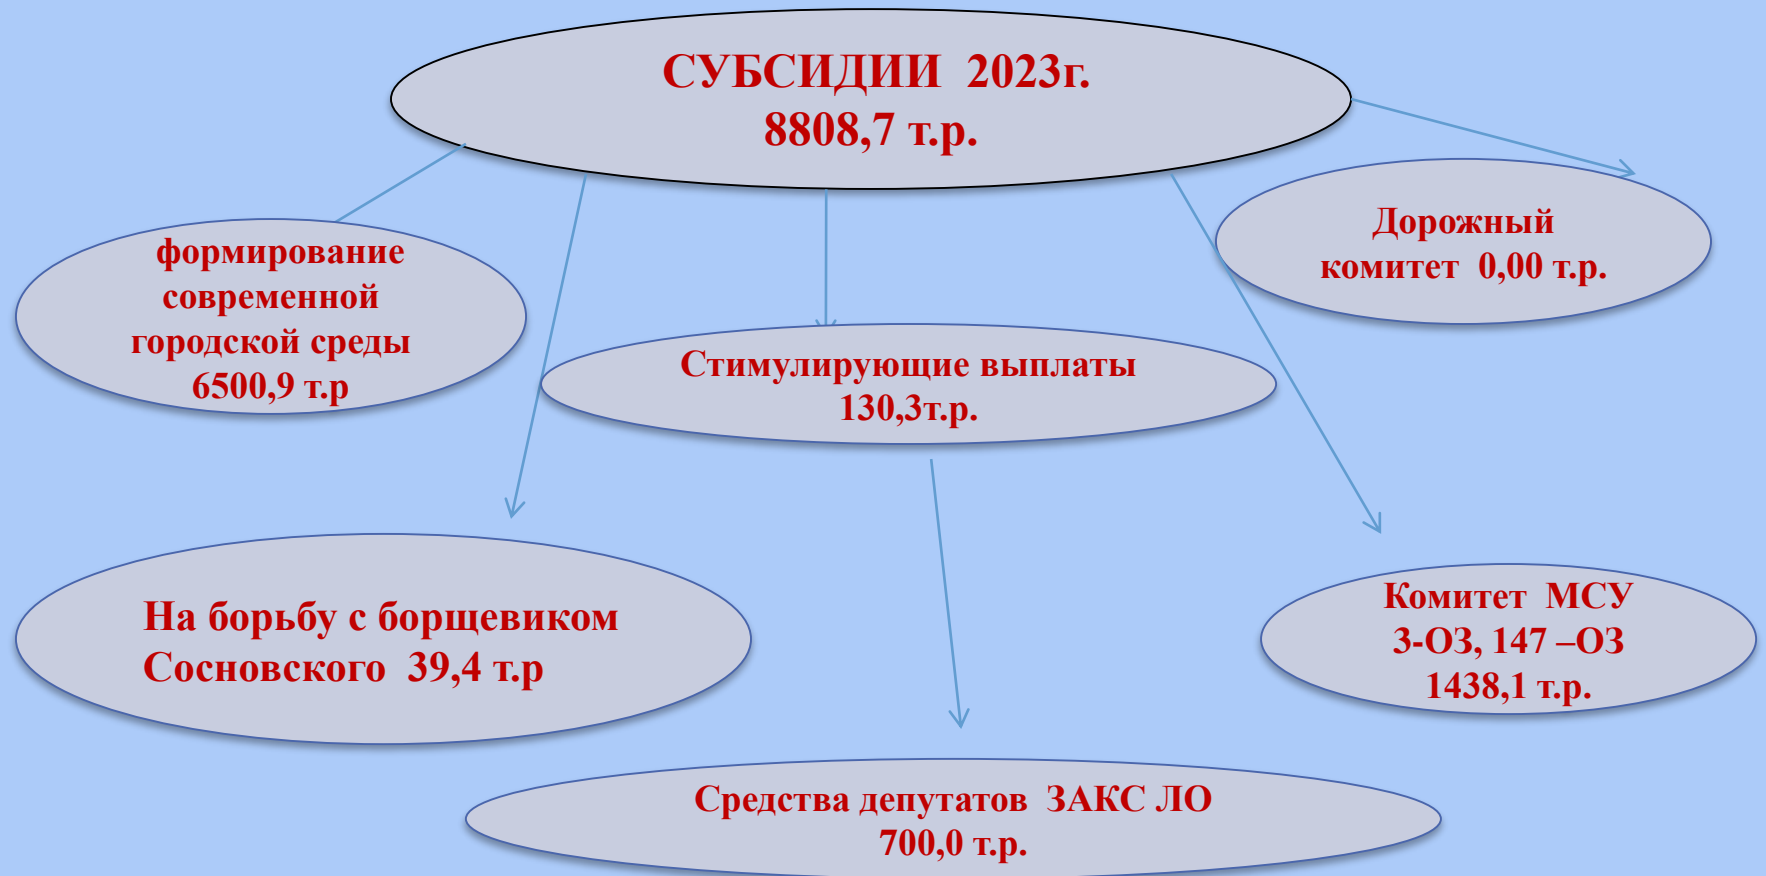 СУБСИДИИ 2023г.
8808,7 т.р.
Дорожный
комитет 0,00 т.р.
формирование
современной
городской среды
6500,9 т.р
Стимулирующие выплаты
130,3т.р.
На борьбу с борщевиком
Сосновского 39,4 т.р
Комитет МСУ
3-ОЗ, 147 –ОЗ
1438,1 т.р.
Средства депутатов ЗАКС ЛО
700,0 т.р.